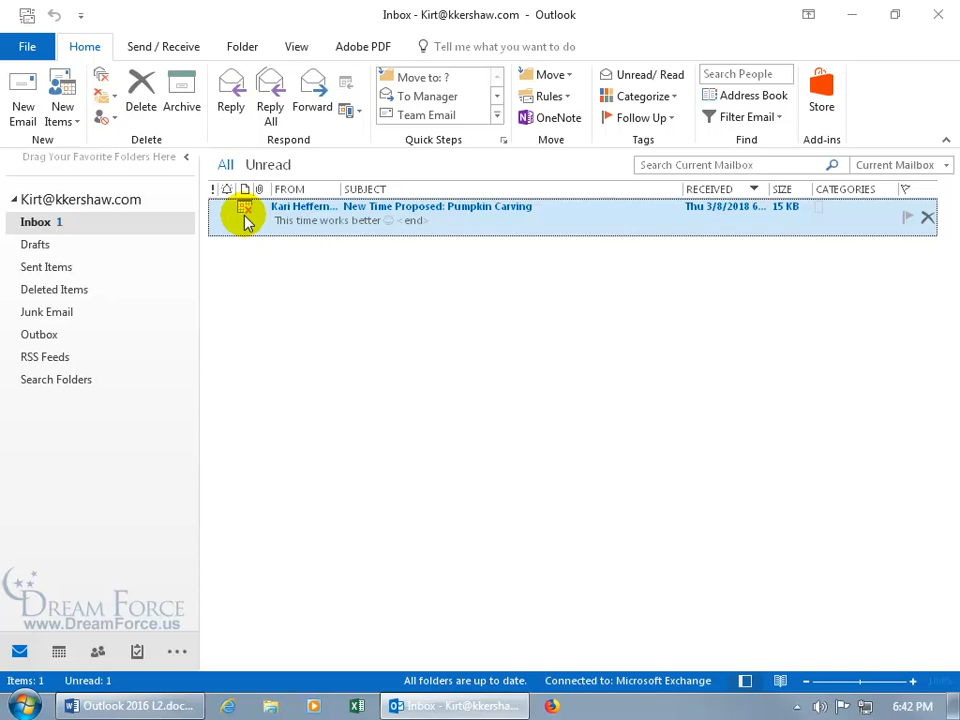 Inbox - Kirt@kkershaw.com - Outlook
File Home Send / Receive Folder View Adobe PDF Tell me what you want to do
New Email
New Items
Delete
Archive
Reply
Reply All
Forward
Move to: ?
To Manager
Team Email
Move
Rules
OneNote
Unread/ Read
Categorize
Follow Up
Search People
Address Book
Filter Email
Store
New Delete Respond Quick Steps Move Tags Find Add-ins
Drag Your Favorite Folders Here
Kirt@kkershaw.com
Inbox 1
Drafts
Sent Items
Deleted Items
Junk Email
Outbox
RSS Feeds
Search Folders
All Unread
Search Current Mailbox
Current Mailbox
! FROM SUBJECT RECEIVED SIZE CATEGORIES
Kari Heffern... New Time Proposed: Pumpkin Carving Thu 3/8/2018 6... 15 KB
This time works better ☺ <end>
DREAM FORCE
www.DreamForce.us
Items: 1 Unread: 1 All folders are up to date. Connected to: Microsoft Exchange
Outlook 2016 L2.doc...
Inbox - Kirt@kkersha...
6:42 PM